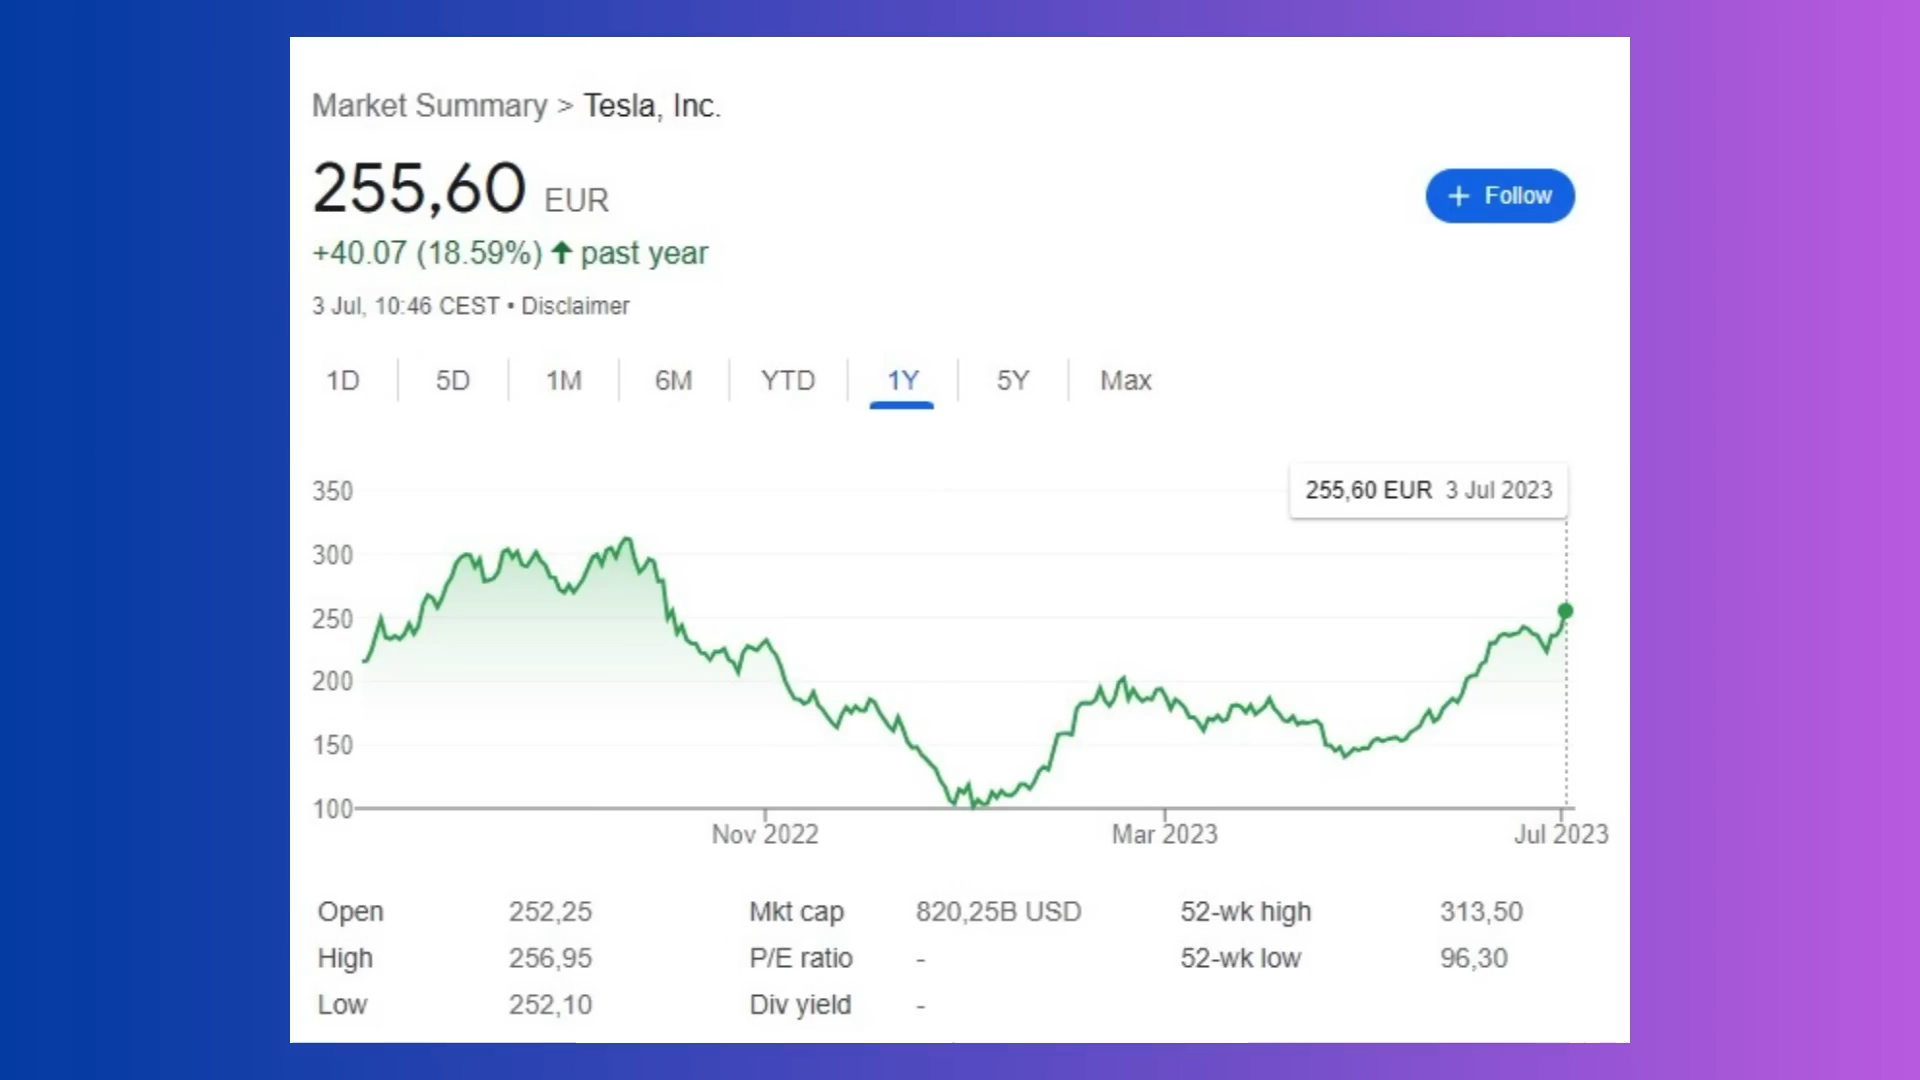 Market Summary > Tesla, Inc.
255,60 EUR
+ Follow
+40.07 (18.59%) ↑ past year
3 Jul, 10:46 CEST • Disclaimer
1D 5D 1M 6M YTD 1Y 5Y Max
255,60 EUR 3 Jul 2023
350
300
250
200
150
100
Nov 2022 Mar 2023 Jul 2023
Open 252,25 Mkt cap 820,25B USD 52-wk high 313,50
High 256,95 P/E ratio - 52-wk low 96,30
Low 252,10 Div yield -